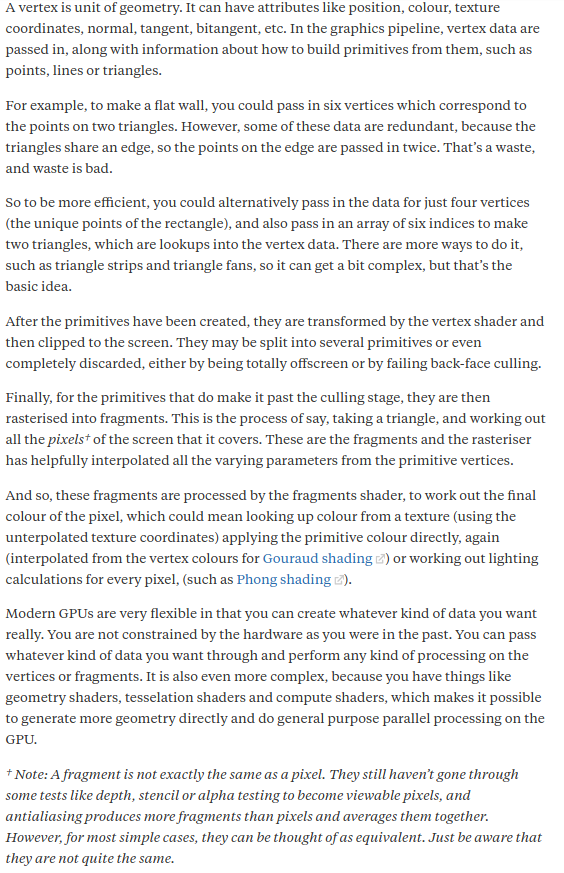 A vertex is unit of geometry. It can have attributes like position, colour, texture
coordinates, normal, tangent, bitangent, etc. In the graphics pipeline, vertex data are
passed in, along with information about how to build primitives from them, such as
points, lines or triangles.
For example, to make a flat wall, you could pass in six vertices which correspond to
the points on two triangles. However, some of these data are redundant, because the
triangles share an edge, so the points on the edge are passed in twice. That's a waste,
and waste is bad.
So to be more efficient, you could alternatively pass in the data for just four vertices
(the unique points of the rectangle), and also pass in an array of six indices to make
two triangles, which are lookups into the vertex data. There are more ways to do it,
such as triangle strips and triangle fans, so it can get a bit complex, but that's the
basic idea.
After the primitives have been created, they are transformed by the vertex shader and
then clipped to the screen. They may be split into several primitives or even
completely discarded, either by being totally offscreen or by failing back-face culling.
Finally, for the primitives that do make it past the culling stage, they are then
rasterised into fragments. This is the process of say, taking a triangle, and working out
all the pixels† of the screen that it covers. These are the fragments and the rasteriser
has helpfully interpolated all the varying parameters from the primitive vertices.
And so, these fragments are processed by the fragments shader, to work out the final
colour of the pixel, which could mean looking up colour from a texture (using the
unterpolated texture coordinates) applying the primitive colour directly, again
(interpolated from the vertex colours for Gouraud shading) or working out lighting
calculations for every pixel, (such as Phong shading).
Modern GPUs are very flexible in that you can create whatever kind of data you want
really. You are not constrained by the hardware as you were in the past. You can pass
whatever kind of data you want through and perform any kind of processing on the
vertices or fragments. It is also even more complex, because you have things like
geometry shaders, tesselation shaders and compute shaders, which makes it possible
to generate more geometry directly and do general purpose parallel processing on the
GPU.
† Note: A fragment is not exactly the same as a pixel. They still haven't gone through
some tests like depth, stencil or alpha testing to become viewable pixels, and
antialiasing produces more fragments than pixels and averages them together.
However, for most simple cases, they can be thought of as equivalent. Just be aware that
they are not quite the same.